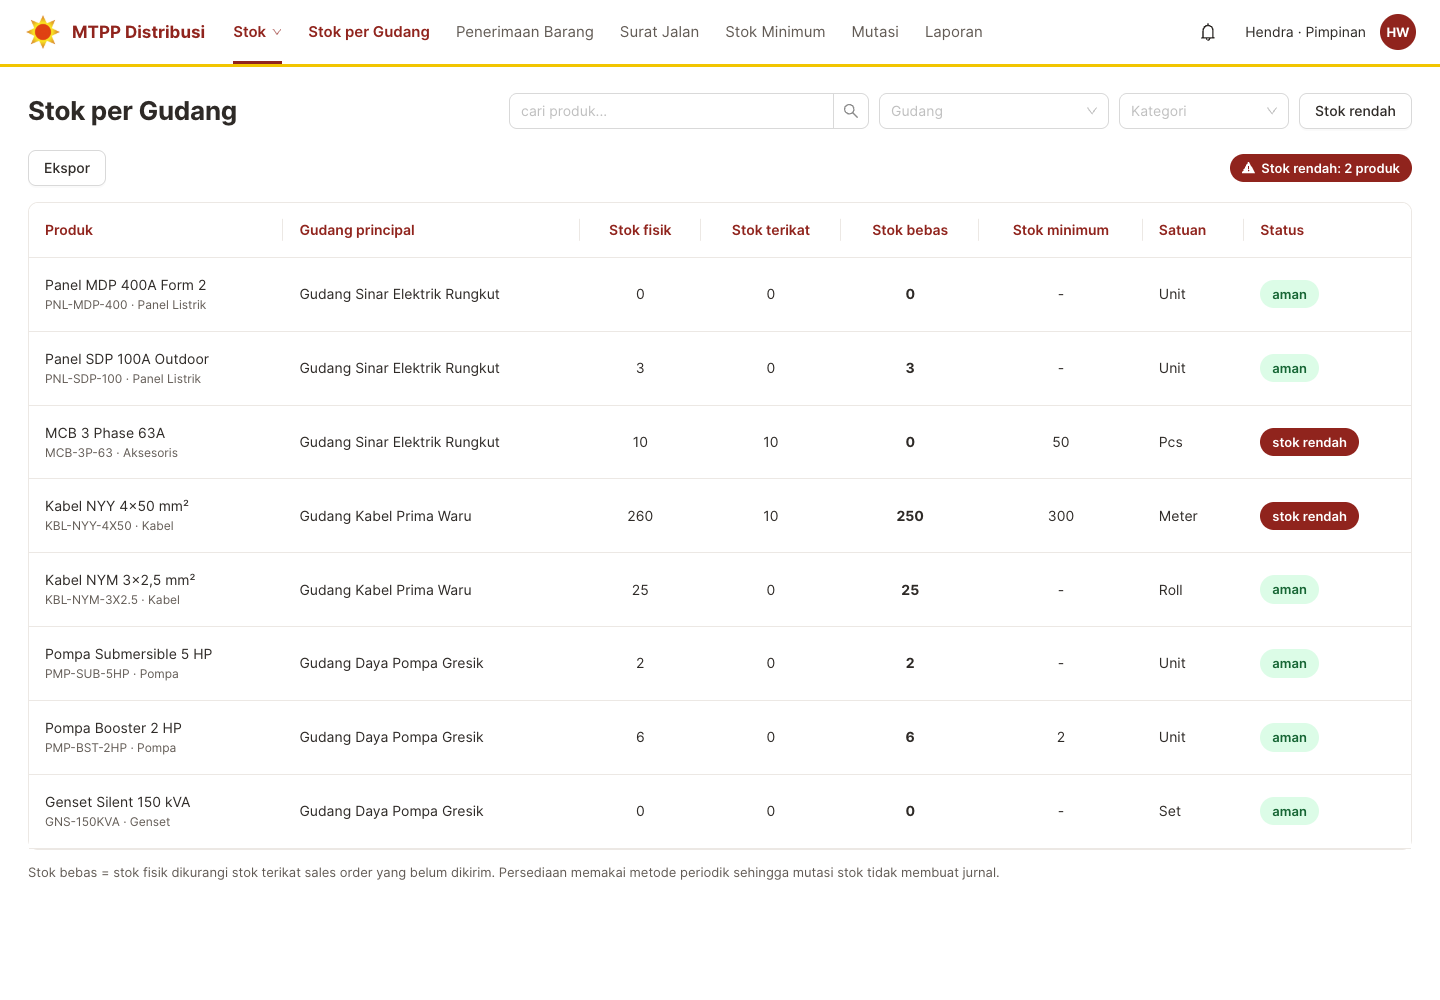 MTPP Distribusi
Stok
Stok per Gudang
Penerimaan Barang
Surat Jalan
Stok Minimum
Mutasi
Laporan
Hendra · Pimpinan
HW
Stok per Gudang
cari produk...
Gudang
Kategori
Stok rendah
Ekspor
Stok rendah: 2 produk
Produk Gudang principal Stok fisik Stok terikat Stok bebas Stok minimum Satuan Status
Panel MDP 400A Form 2
PNL-MDP-400 · Panel Listrik
Gudang Sinar Elektrik Rungkut 0 0 0 - Unit aman
Panel SDP 100A Outdoor
PNL-SDP-100 · Panel Listrik
Gudang Sinar Elektrik Rungkut 3 0 3 - Unit aman
MCB 3 Phase 63A
MCB-3P-63 · Aksesoris
Gudang Sinar Elektrik Rungkut 10 10 0 50 Pcs stok rendah
Kabel NYY 4×50 mm²
KBL-NYY-4X50 · Kabel
Gudang Kabel Prima Waru 260 10 250 300 Meter stok rendah
Kabel NYM 3×2,5 mm²
KBL-NYM-3X2.5 · Kabel
Gudang Kabel Prima Waru 25 0 25 - Roll aman
Pompa Submersible 5 HP
PMP-SUB-5HP · Pompa
Gudang Daya Pompa Gresik 2 0 2 - Unit aman
Pompa Booster 2 HP
PMP-BST-2HP · Pompa
Gudang Daya Pompa Gresik 6 0 6 2 Unit aman
Genset Silent 150 kVA
GNS-150KVA · Genset
Gudang Daya Pompa Gresik 0 0 0 - Set aman
Stok bebas = stok fisik dikurangi stok terikat sales order yang belum dikirim. Persediaan memakai metode periodik sehingga mutasi stok tidak membuat jurnal.